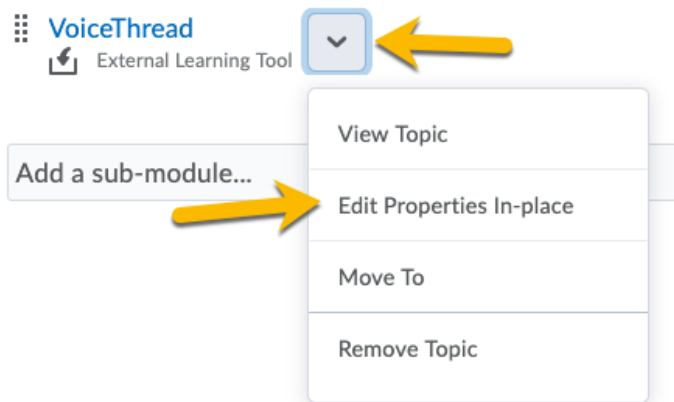 VoiceThread
External Learning Tool
View Topic
Add a sub-module...
Edit Properties In-place
Move To
Remove Topic